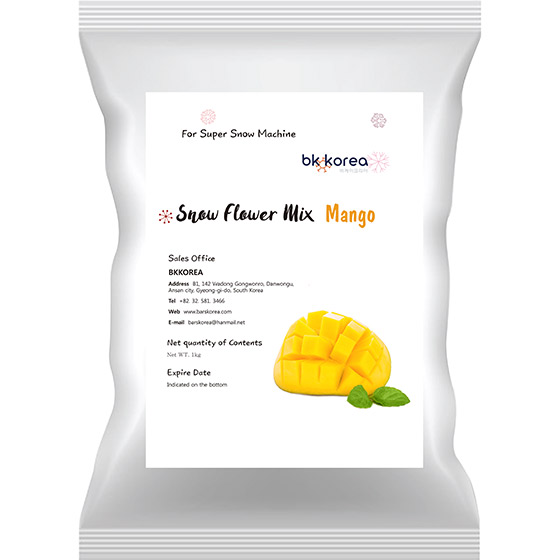 For Super Snow Machine
bk korea
Snow Flower Mix Mango
Sales Office
BKKOREA
Address 81, 142 Wadong Gongwonro, Danwongu,
Ansan city, Gyeong-gi-do, South Korea
Tel +82. 32. 581. 3466
Web www.barskorea.com
E-mail barskorea@hanmail.net
Net quantity of Contents
Net WT. 1kg
Expire Date
Indicated on the bottom